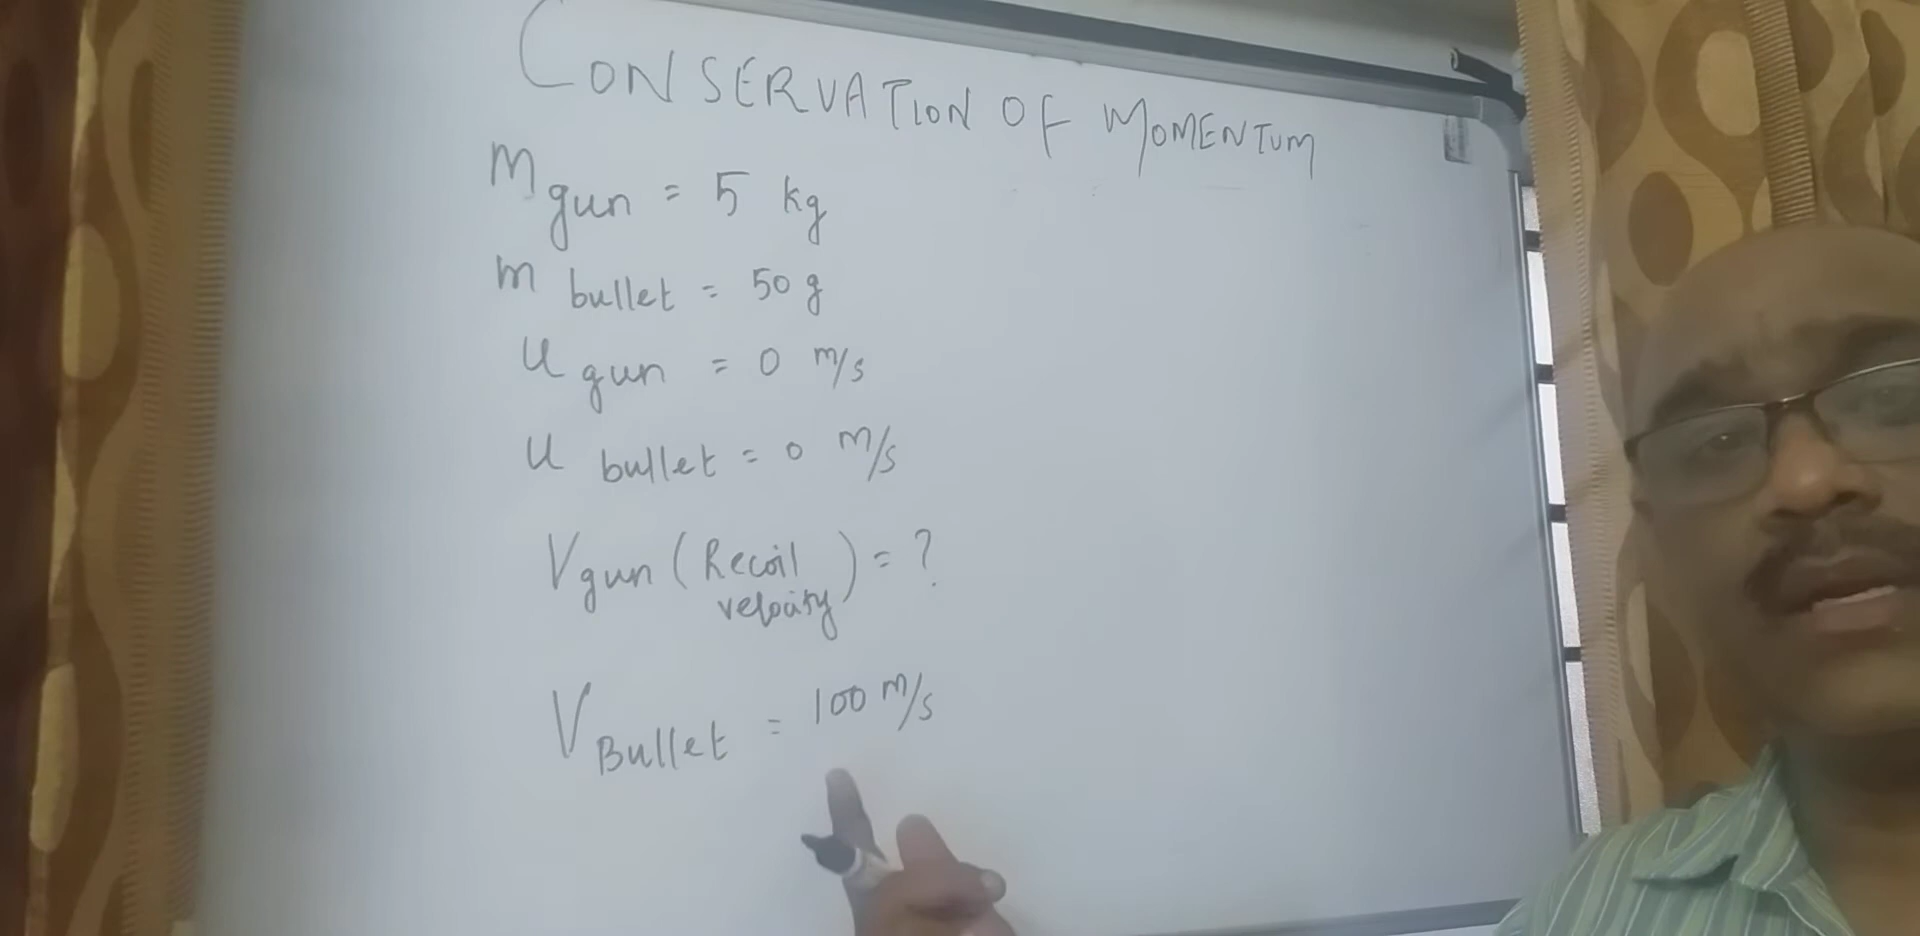 CONSERVATION OF MOMENTUM
m gun = 5 kg
m bullet = 50 g
u gun = 0 m/s
u bullet = 0 m/s
V gun (Recoil velocity) = ?
V Bullet = 100 m/s